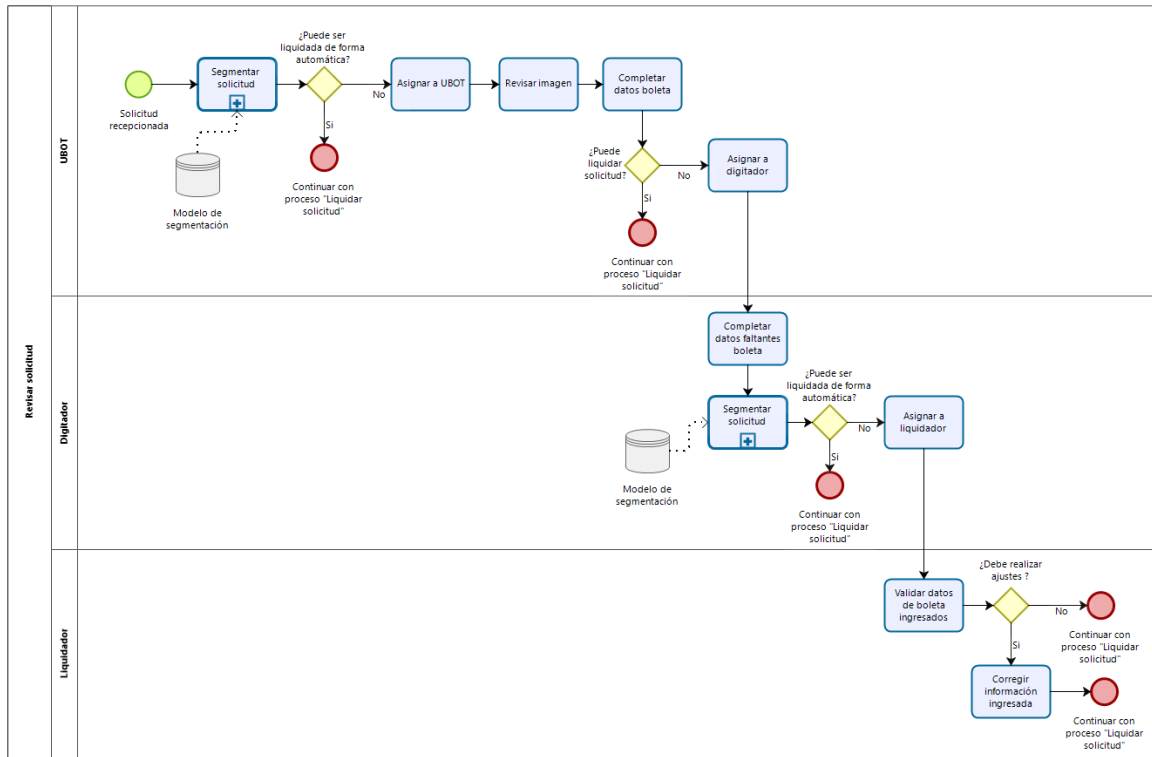 Revisar solicitud
UBOT
Solicitud
recepcionada
Segmentar
solicitud
Modelo de
segmentación
¿Puede ser
liquidada de forma
automática?
No
Si
Continuar con
proceso "Liquidar
solicitud"
Asignar a UBOT
Revisar imagen
Completar
datos boleta
¿Puede
liquidar
solicitud?
No
Si
Continuar con
proceso "Liquidar
solicitud"
Asignar a
digitador
Digitador
Completar
datos faltantes
boleta
Segmentar
solicitud
Modelo de
segmentación
¿Puede ser
liquidada de forma
automática?
No
Si
Continuar con
proceso "Liquidar
solicitud"
Asignar a
liquidador
Liquidador
Validar datos
de boleta
ingresados
¿Debe realizar
ajustes ?
No
Continuar con
proceso "Liquidar
solicitud"
Si
Corregir
información
ingresada
Continuar con
proceso "Liquidar
solicitud"